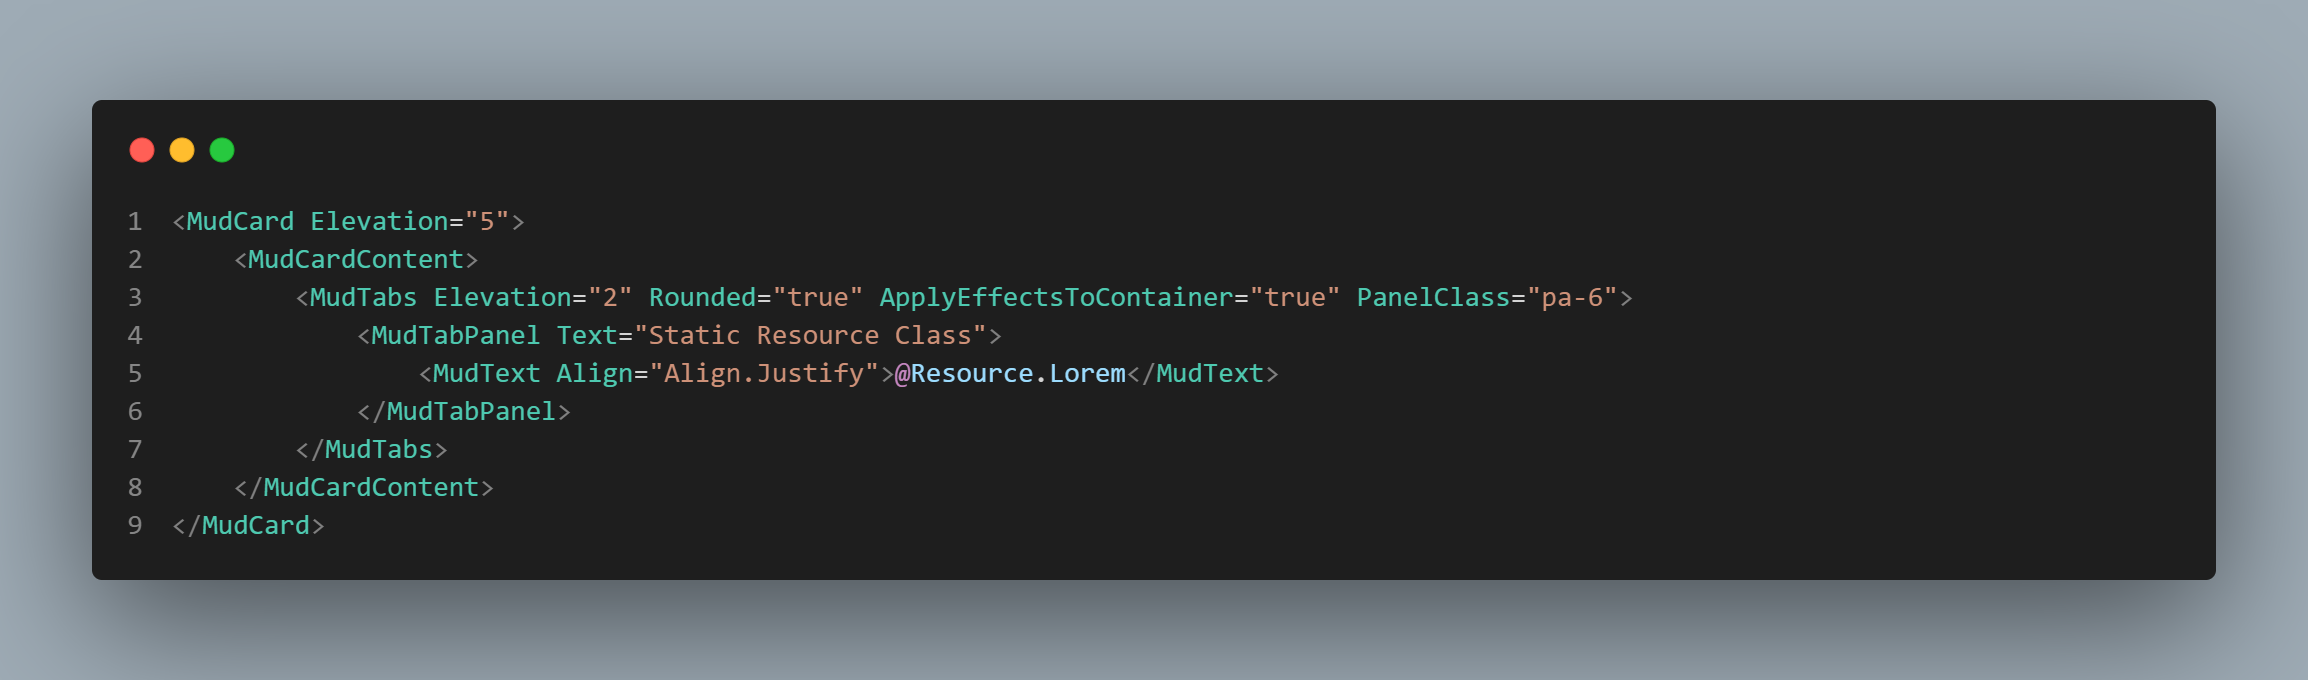 1 <MudCard Elevation="5">
2     <MudCardContent>
3         <MudTabs Elevation="2" Rounded="true" ApplyEffectsToContainer="true" PanelClass="pa-6">
4             <MudTabPanel Text="Static Resource Class">
5                 <MudText Align="Align.Justify">@Resource.Lorem</MudText>
6             </MudTabPanel>
7         </MudTabs>
8     </MudCardContent>
9 </MudCard>